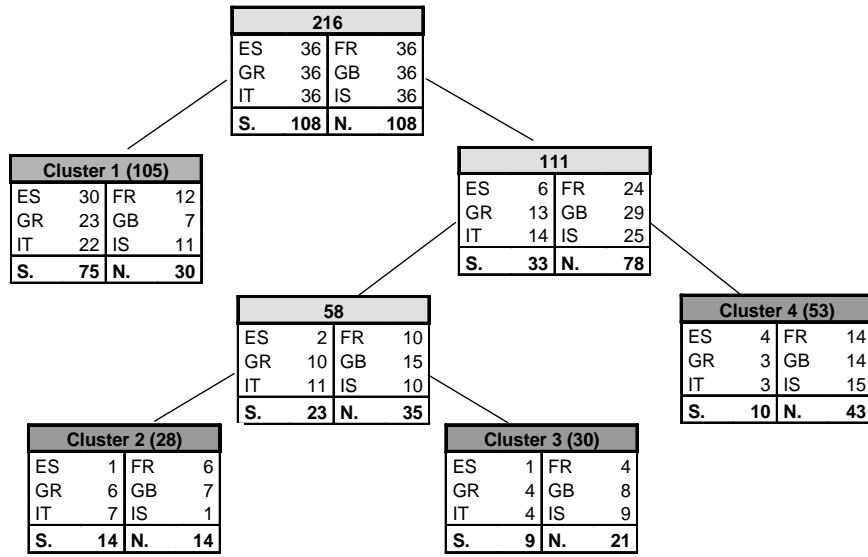 216
ES 36 FR 36
GR 36 GB 36
IT 36 IS 36
S. 108 N. 108
Cluster 1 (105)
ES 30 FR 12
GR 23 GB 7
IT 22 IS 11
S. 75 N. 30
111
ES 6 FR 24
GR 13 GB 29
IT 14 IS 25
S. 33 N. 78
58
ES 2 FR 10
GR 10 GB 15
IT 11 IS 10
S. 23 N. 35
Cluster 4 (53)
ES 4 FR 14
GR 3 GB 14
IT 3 IS 15
S. 10 N. 43
Cluster 2 (28)
ES 1 FR 6
GR 6 GB 7
IT 7 IS 1
S. 14 N. 14
Cluster 3 (30)
ES 1 FR 4
GR 4 GB 8
IT 4 IS 9
S. 9 N. 21